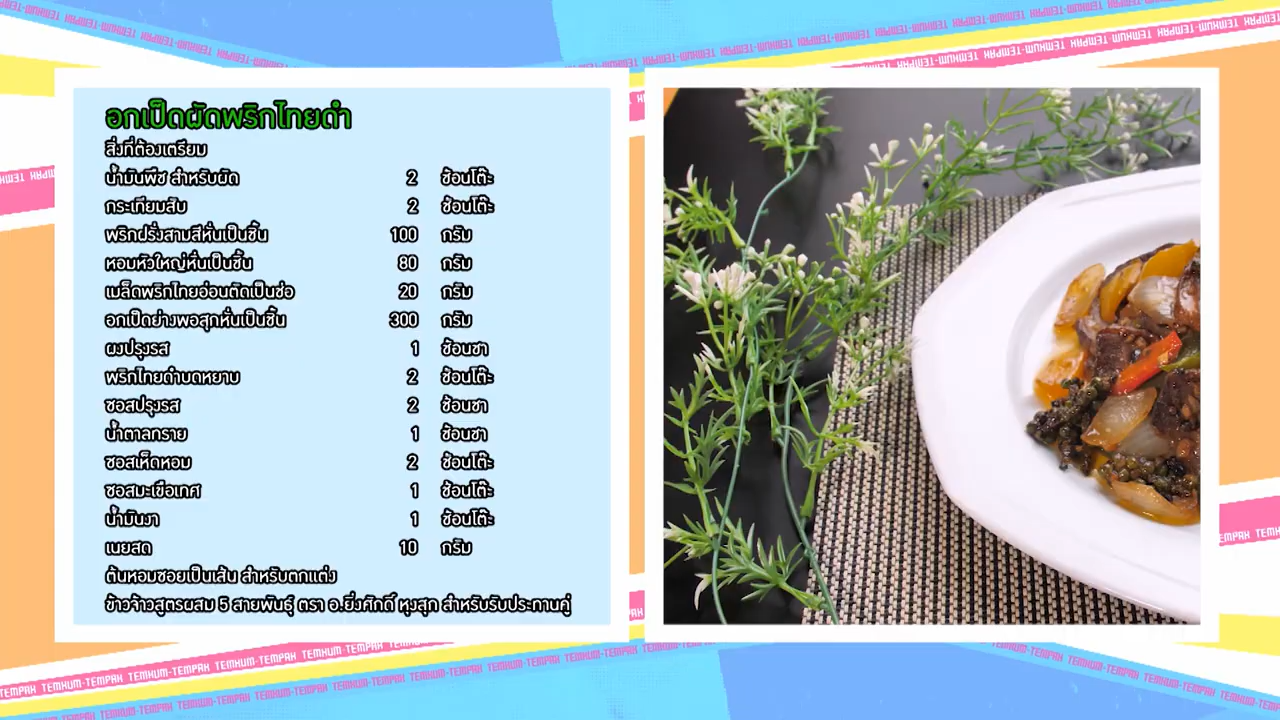 อกเป็ดผัดพริกไทยดำ
สิ่งที่ต้องเตรียม
น้ำมันพืช สำหรับผัด 2 ช้อนโต๊ะ
กระเทียมสับ 2 ช้อนโต๊ะ
พริกฝรั่งสามสีหั่นเป็นชิ้น 100 กรัม
หอมหัวใหญ่หั่นเป็นชิ้น 80 กรัม
เมล็ดพริกไทยอ่อนตัดเป็นช่อ 20 กรัม
อกเป็ดย่างพอสุกหั่นเป็นชิ้น 300 กรัม
ผงปรุงรส 1 ช้อนชา
พริกไทยดำบดหยาบ 2 ช้อนโต๊ะ
ซอสปรุงรส 2 ช้อนชา
น้ำตาลทราย 1 ช้อนชา
ซอสเห็ดหอม 2 ช้อนโต๊ะ
ซอสมะเขือเทศ 1 ช้อนโต๊ะ
น้ำมันงา 1 ช้อนโต๊ะ
เนยสด 10 กรัม
ต้นหอมซอยเป็นเส้น สำหรับตกแต่ง
ข้าวจ้าวสูตรผสม 5 สายพันธุ์ ตรา อ.ยิ่งศักดิ์ หุงสุก สำหรับรับประทานคู่
TEMXUM-TEMPAX TEMXUM-TEMPAX TEMXUM-TEMPAX